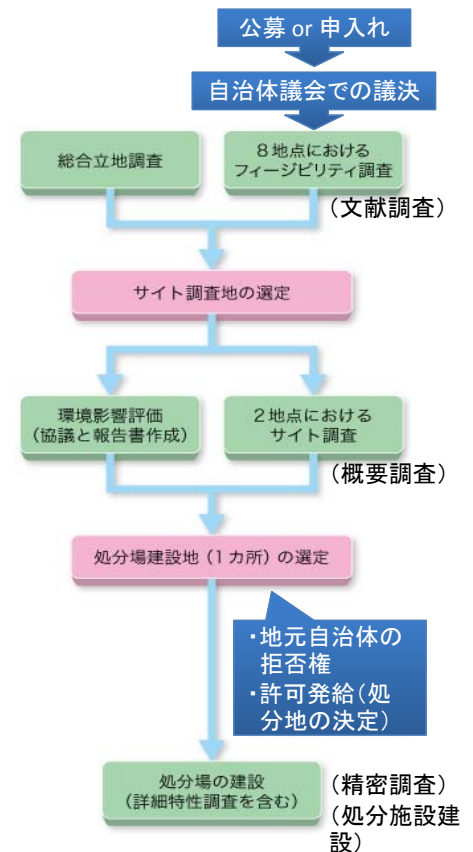 公募 or 申入れ
自治体議会での議決
総合立地調査
8地点における
フィージビリティ調査
(文献調査)
サイト調査地の選定
環境影響評価
(協議と報告書作成)
2地点における
サイト調査
(概要調査)
処分場建設地(1カ所)の選定
・地元自治体の
拒否権
・許可発給(処
分地の決定)
処分場の建設
(詳細特性調査を含む)
(精密調査)
(処分施設建
設)